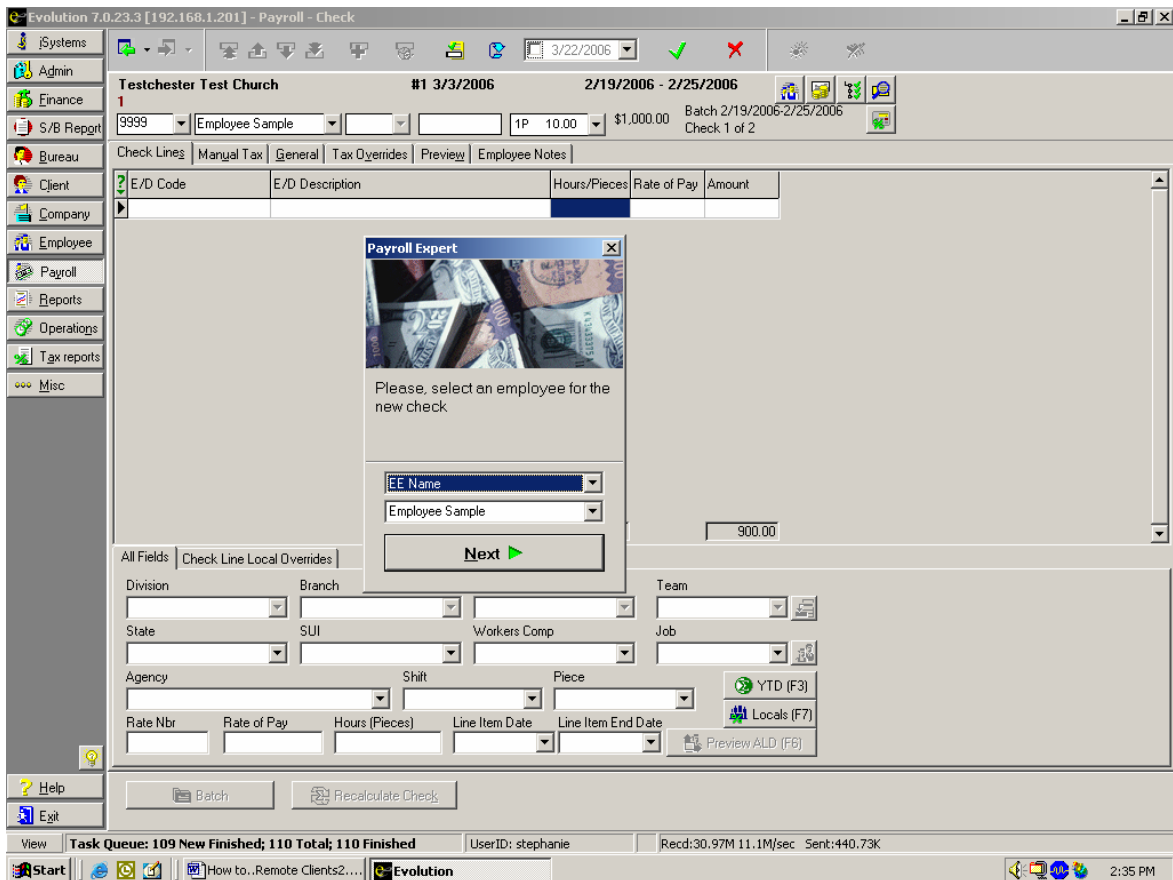 Evolution 7.0.23.3 [192.168.1.201] - Payroll - Check
iSystems
Admin
Finance
S/B Report
Bureau
Client
Company
Employee
Payroll
Reports
Operations
Tax reports
Misc
Help
Exit
3/22/2006
Testchester Test Church #1 3/3/2006 2/19/2006 - 2/25/2006
1
9999 Employee Sample 1P 10.00 $1,000.00 Batch 2/19/2006-2/25/2006
Check 1 of 2
Check Lines Manual Tax General Tax Overrides Preview Employee Notes
E/D Code E/D Description Hours/Pieces Rate of Pay Amount
Payroll Expert
Please, select an employee for the
new check
EE Name
Employee Sample
Next
900.00
All Fields Check Line Local Overrides
Division Branch Team
State SUI Workers Comp Job
Agency Shift Piece
YTD (F3)
Rate Nbr Rate of Pay Hours (Pieces) Line Item Date Line Item End Date
Locals (F7)
Preview ALD (F6)
Batch Recalculate Check
View Task Queue: 109 New Finished; 110 Total; 110 Finished UserID: stephanie Recd:30.97M 11.1M/sec Sent:440.73K
Start How to..Remote Clients2.... Evolution 2:35 PM